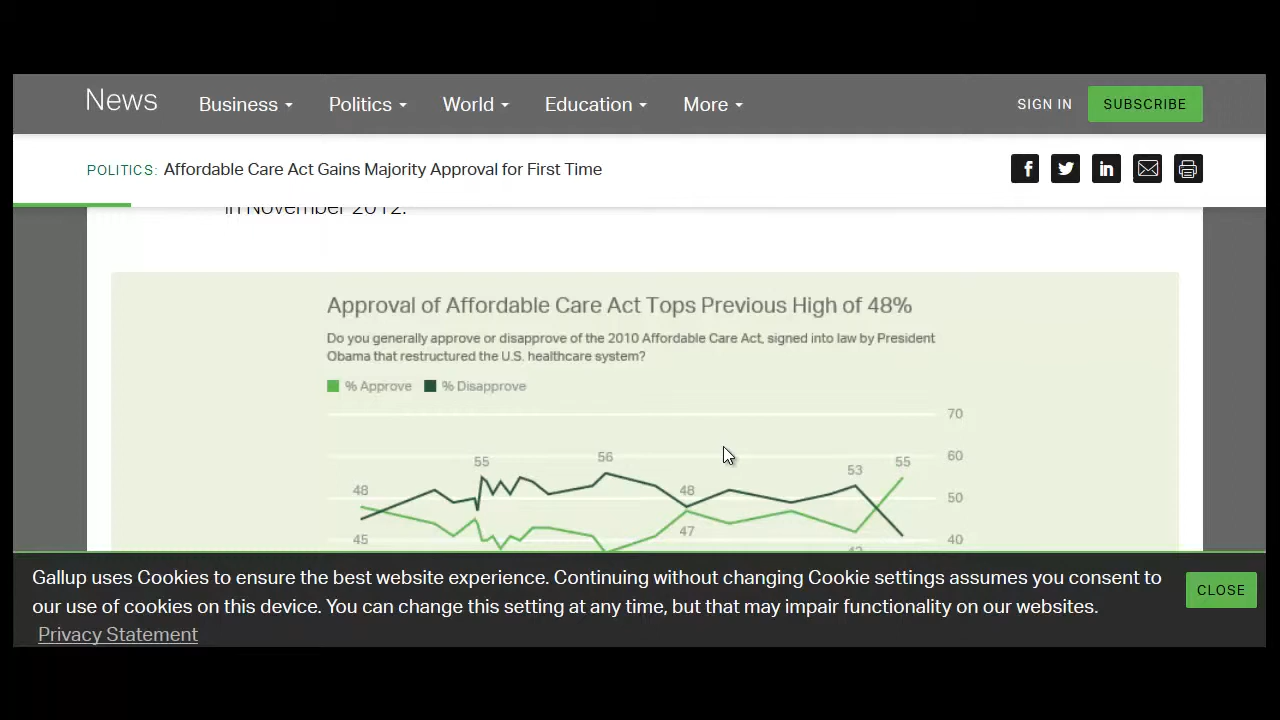 News
Business
Politics
World
Education
More
SIGN IN
SUBSCRIBE
POLITICS: Affordable Care Act Gains Majority Approval for First Time
in November 2012.
Approval of Affordable Care Act Tops Previous High of 48%
Do you generally approve or disapprove of the 2010 Affordable Care Act, signed into law by President
Obama that restructured the U.S. healthcare system?
% Approve % Disapprove
70
60
50
40
48
45
55
56
48
47
53
55
Gallup uses Cookies to ensure the best website experience. Continuing without changing Cookie settings assumes you consent to
our use of cookies on this device. You can change this setting at any time, but that may impair functionality on our websites.
Privacy Statement
CLOSE